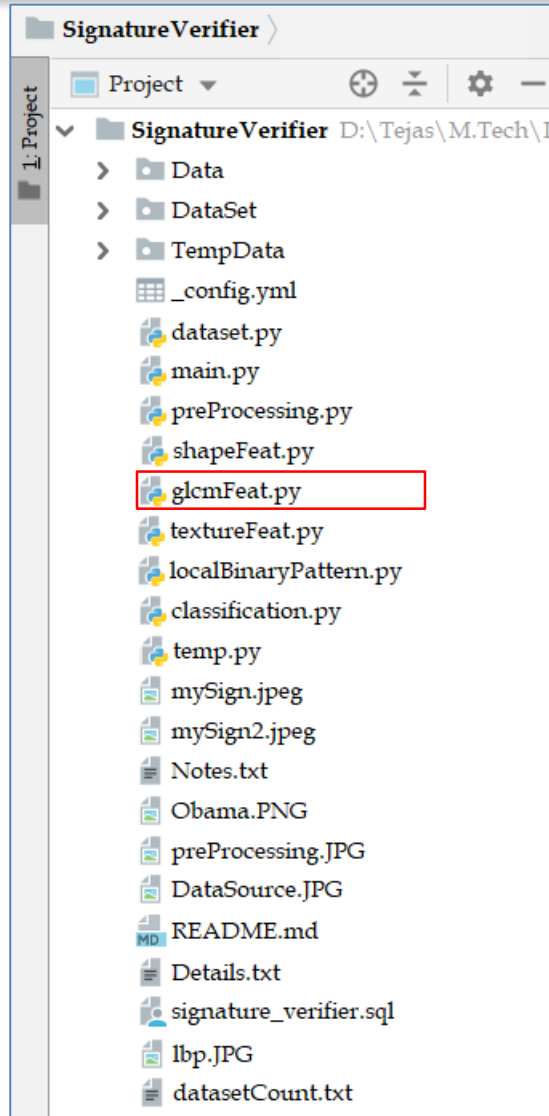 SignatureVerifier
1: Project
Project
SignatureVerifier D:\Tejas\M.Tech\
Data
DataSet
TempData
_config.yml
dataset.py
main.py
preProcessing.py
shapeFeat.py
glcmFeat.py
textureFeat.py
localBinaryPattern.py
classification.py
temp.py
mySign.jpeg
mySign2.jpeg
Notes.txt
Obama.PNG
preProcessing.JPG
DataSource.JPG
MD README.md
Details.txt
signature_verifier.sql
lbp.JPG
datasetCount.txt